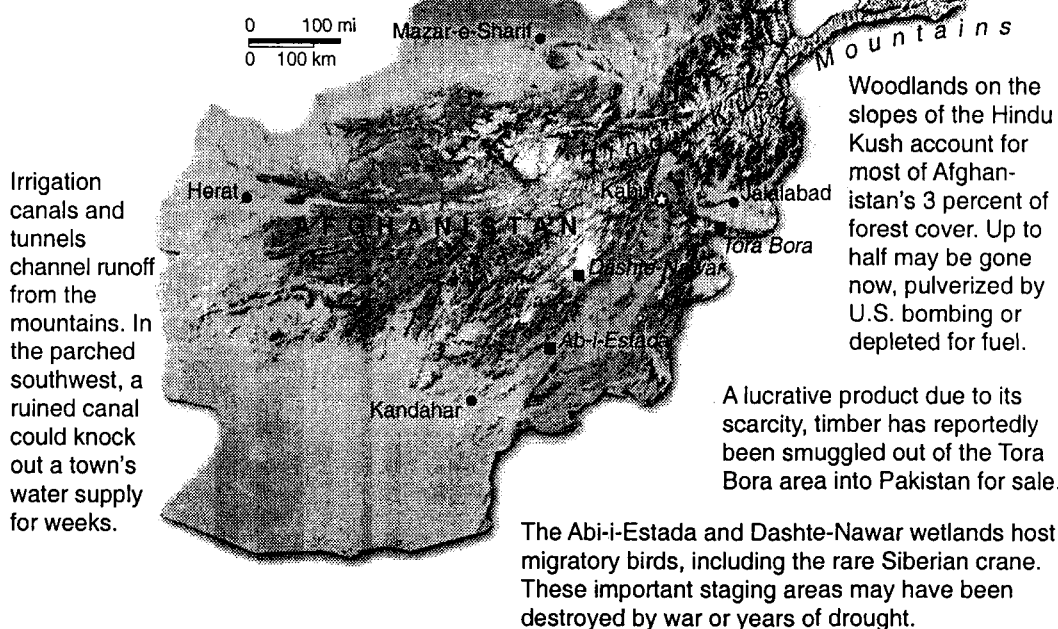 0 100 mi
0 100 km
Mazar-e-Sharif
Mountains
Woodlands on the
slopes of the Hindu
Kush account for
most of Afghan-
istan's 3 percent of
forest cover. Up to
half may be gone
now, pulverized by
U.S. bombing or
depleted for fuel.
Irrigation
canals and
tunnels
channel runoff
from the
mountains. In
the parched
southwest, a
ruined canal
could knock
out a town's
water supply
for weeks.
Herat
Kabul
Jalalabad
AFGHANISTAN
Tora Bora
Dashte-Nawar
Ab-i-Estada
Kandahar
A lucrative product due to its
scarcity, timber has reportedly
been smuggled out of the Tora
Bora area into Pakistan for sale.
The Abi-i-Estada and Dashte-Nawar wetlands host
migratory birds, including the rare Siberian crane.
These important staging areas may have been
destroyed by war or years of drought.